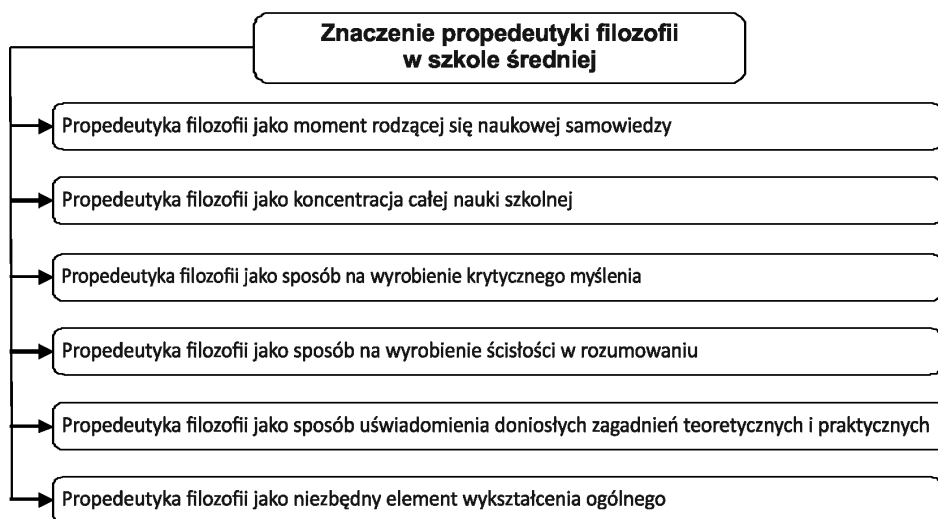 Znaczenie propedeutyki filozofii
w szkole średniej
Propedeutyka filozofii jako moment rodzącej się naukowej samowiedzy
Propedeutyka filozofii jako koncentracja całej nauki szkolnej
Propedeutyka filozofii jako sposób na wyrobienie krytycznego myślenia
Propedeutyka filozofii jako sposób na wyrobienie ścisłości w rozumowaniu
Propedeutyka filozofii jako sposób uświadomienia doniosłych zagadnień teoretycznych i praktycznych
Propedeutyka filozofii jako niezbędny element wykształcenia ogólnego